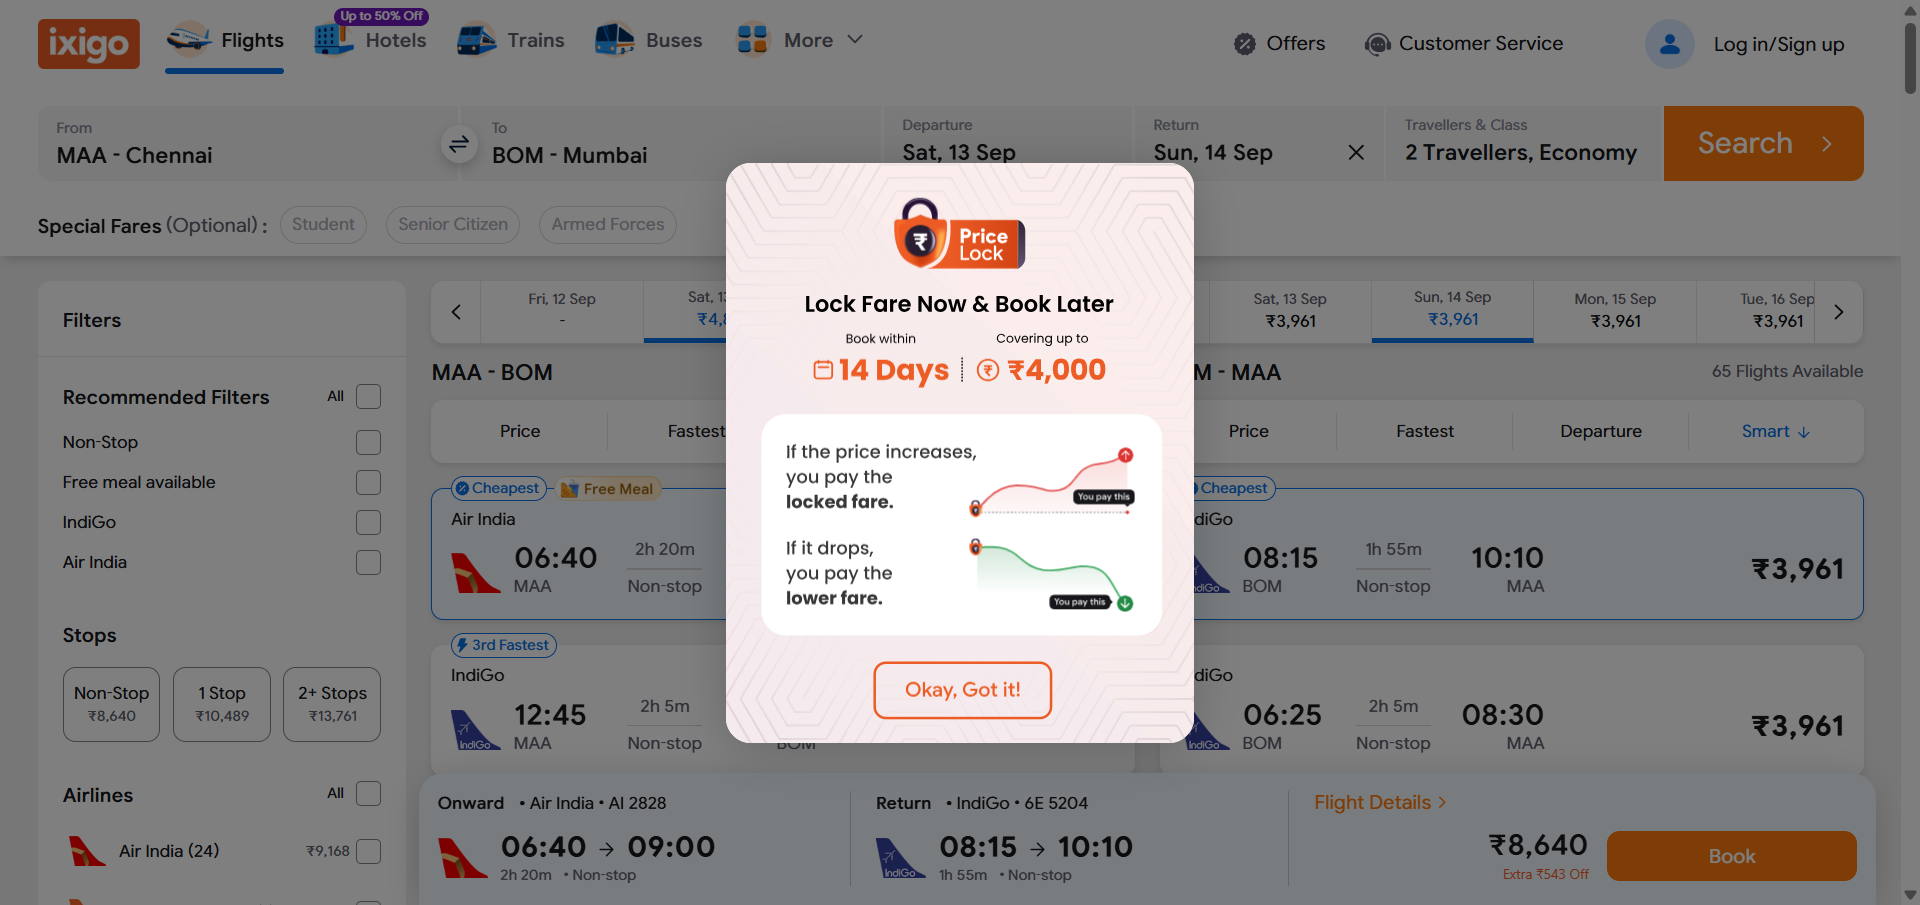 ixigo
Flights
Up to 50% Off
Hotels
Trains
Buses
More
Offers
Customer Service
Log in/Sign up
From
MAA - Chennai
To
BOM - Mumbai
Departure
Sat, 13 Sep
Return
Sun, 14 Sep
Travellers & Class
2 Travellers, Economy
Search
Special Fares (Optional) :
Student
Senior Citizen
Armed Forces
Price
Lock
Lock Fare Now & Book Later
Book within
14 Days
Covering up to
₹4,000
If the price increases,
you pay the
locked fare.
You pay this
If it drops,
you pay the
lower fare.
You pay this
Okay, Got it!
Filters
Recommended Filters
All
Non-Stop
Free meal available
IndiGo
Air India
Stops
Non-Stop
₹8,640
1 Stop
₹10,489
2+ Stops
₹13,761
Airlines
All
Air India (24)
₹9,168
Fri, 12 Sep
-
Sat, 13
₹4,
MAA - BOM
Price
Fastest
Cheapest
Free Meal
Air India
06:40
MAA
2h 20m
Non-stop
3rd Fastest
IndiGo
IndiGo
12:45
MAA
2h 5m
Non-stop
BOM
Sat, 13 Sep
₹3,961
Sun, 14 Sep
₹3,961
Mon, 15 Sep
₹3,961
Tue, 16 Sep
₹3,961
M - MAA
65 Flights Available
Price
Fastest
Departure
Smart
Cheapest
diGo
IndiGo
08:15
BOM
1h 55m
Non-stop
10:10
MAA
₹3,961
diGo
IndiGo
06:25
BOM
2h 5m
Non-stop
08:30
MAA
₹3,961
Onward • Air India • AI 2828
06:40 → 09:00
2h 20m • Non-stop
Return • IndiGo • 6E 5204
IndiGo
08:15 → 10:10
1h 55m • Non-stop
Flight Details
₹8,640
Extra ₹543 Off
Book